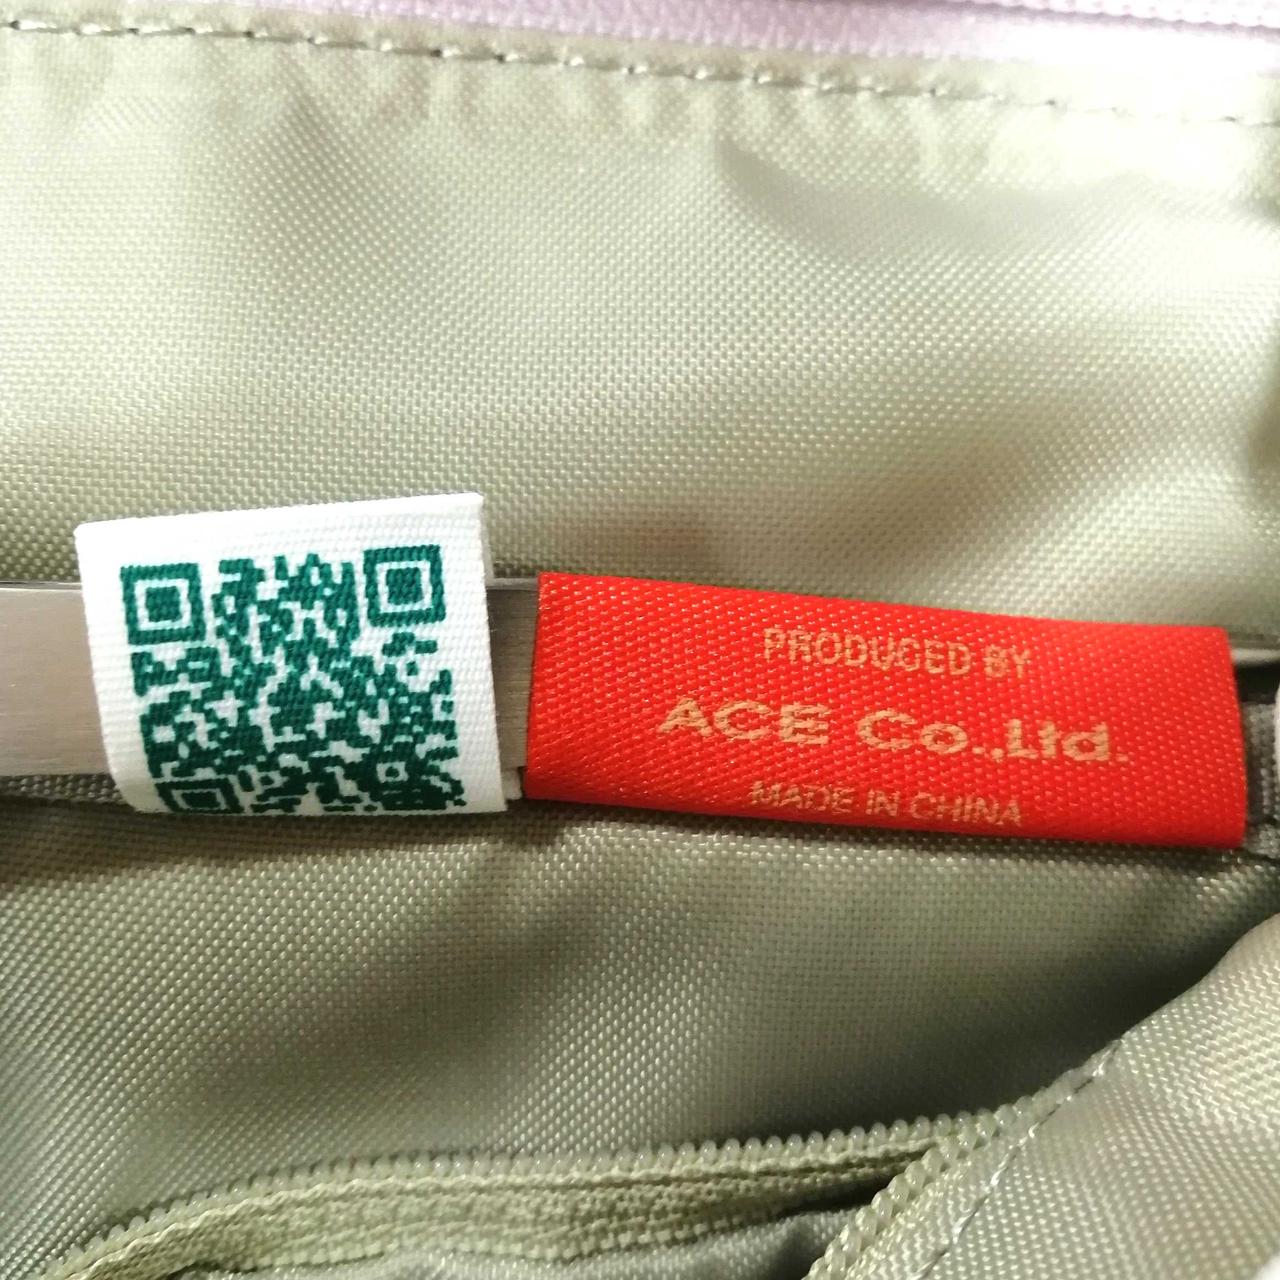 PRODUCED BY
ACE Co.,Ltd.
MADE IN CHINA